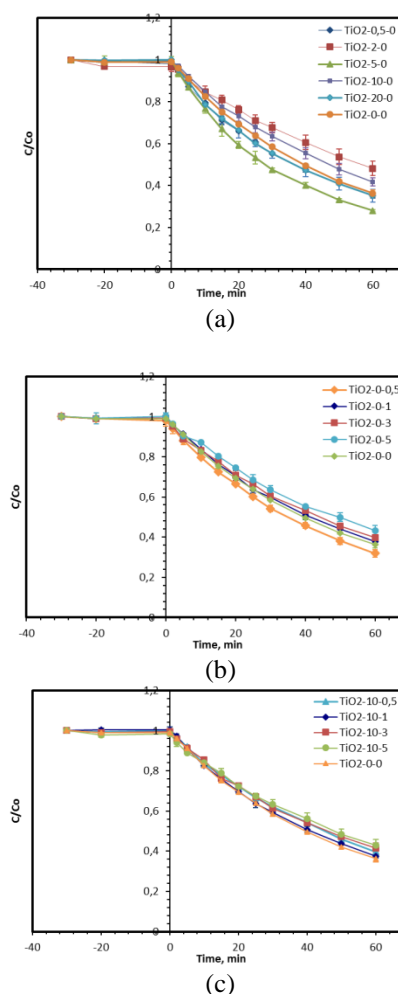 1,2
1
0,8
0,6
0,4
0,2
0
C/Co
-40
-20
0
20
40
60
Time, min
TiO2-0,5-0
TiO2-2-0
TiO2-5-0
TiO2-10-0
TiO2-20-0
TiO2-0-0
(a)
1,2
1
0,8
0,6
0,4
0,2
0
C/Co
-40
-20
0
20
40
60
Time, min
TiO2-0-0,5
TiO2-0-1
TiO2-0-3
TiO2-0-5
TiO2-0-0
(b)
1,2
1
0,8
0,6
0,4
0,2
0
C/Co
-40
-20
0
20
40
60
Time, min
TiO2-10-0,5
TiO2-10-1
TiO2-10-3
TiO2-10-5
TiO2-0-0
(c)